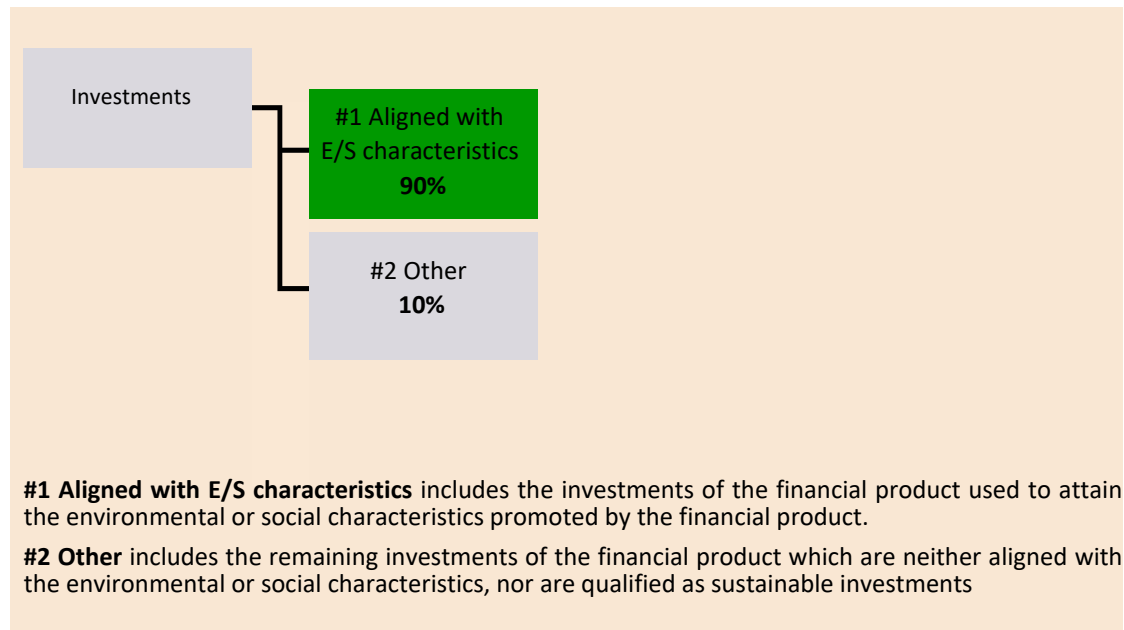 Investments
#1 Aligned with
E/S characteristics
90%
#2 Other
10%
#1 Aligned with E/S characteristics includes the investments of the financial product used to attain
the environmental or social characteristics promoted by the financial product.
#2 Other includes the remaining investments of the financial product which are neither aligned with
the environmental or social characteristics, nor are qualified as sustainable investments